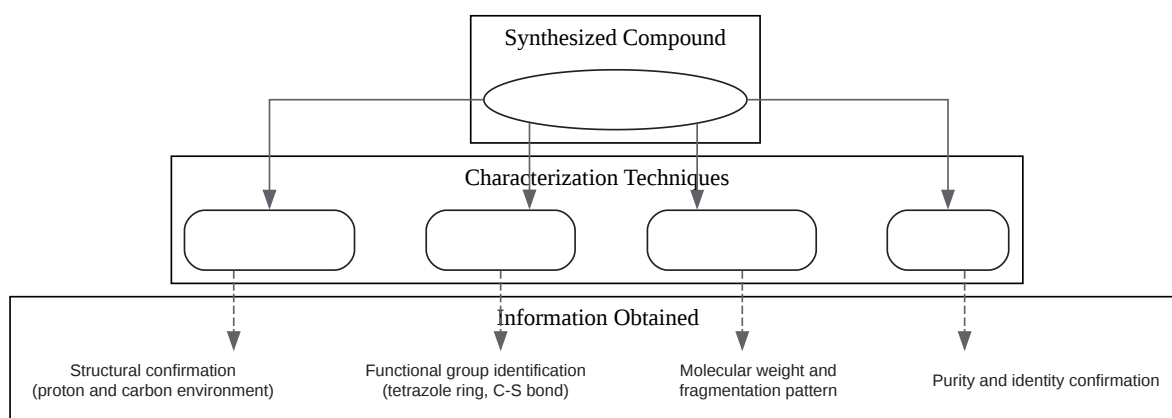 Synthesized Compound
Characterization Techniques
Information Obtained
Structural confirmation
(proton and carbon environment)
Functional group identification
(tetrazole ring, C-S bond)
Molecular weight and
fragmentation pattern
Purity and identity confirmation